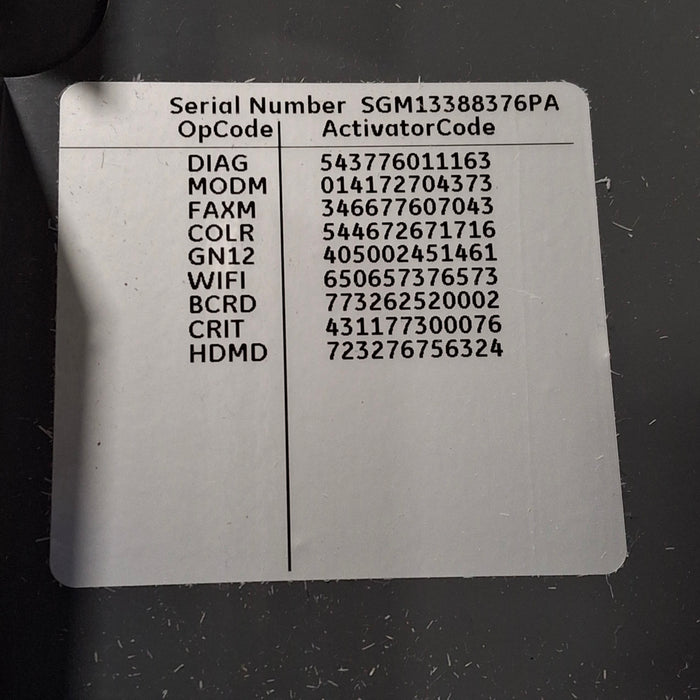 Serial Number SGM13388376PA
OpCode ActivatorCode
DIAG 543776011163
MODM 014172704373
FAXM 346677607043
COLR 544672671716
GN12 405002451461
WIFI 650657376573
BCRD 773262520002
CRIT 431177300076
HDMD 723276756324